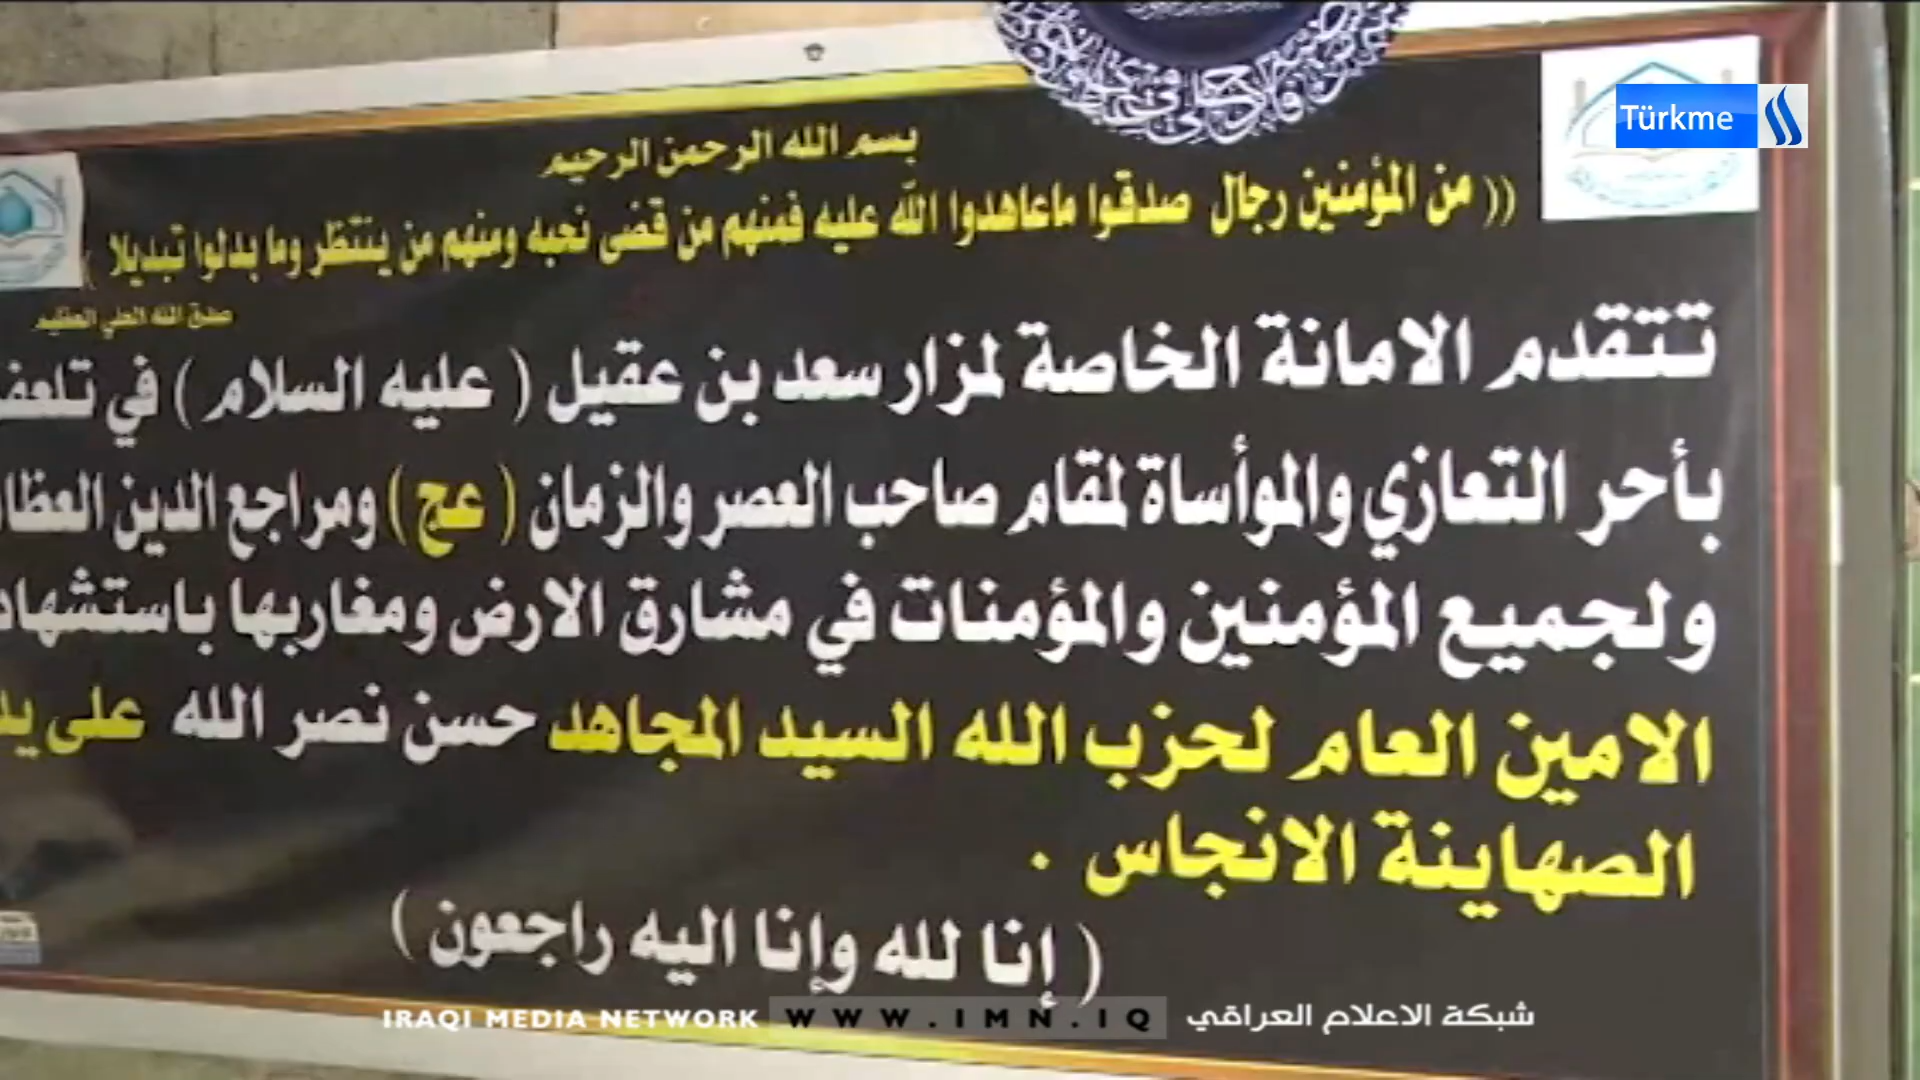 Türkme
بسم الله الرحمن الرحيم
(( من المؤمنين رجال صدقوا ماعاهدوا الله عليه فمنهم من قضى نحبه ومنهم من ينتظر وما بدلوا تبديلا
صدق الله العلي العظيم
تتقدم الامانة الخاصة لمزار سعد بن عقيل ( عليه السلام ) في
بأحر التعازي والموأساة لمقام صاحب العصر والزمان ( عج ) ومراجع الدين
ولجميع المؤمنين والمؤمنات في مشارق الارض ومغاربها باستشهاد
الامين العام لحزب الله السيد المجاهد حسن نصر الله على
الصهاينة الانجاس .
( إنا لله وإنا اليه راجعون )
IRAQI MEDIA NETWORK WWW.IMN.IQ شبكة الاعلام العراقي